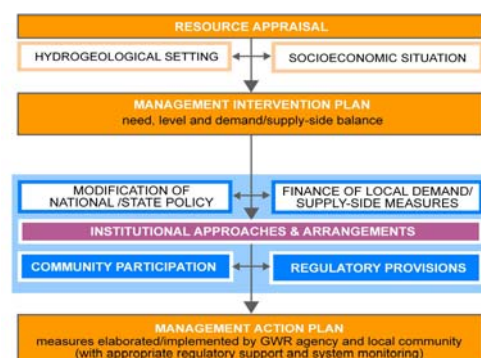 RESOURCE APPRAISAL
HYDROGEOLOGICAL SETTING
SOCIOECONOMIC SITUATION
MANAGEMENT INTERVENTION PLAN
need, level and demand/supply-side balance
MODIFICATION OF
NATIONAL /STATE POLICY
FINANCE OF LOCAL DEMAND/
SUPPLY-SIDE MEASURES
INSTITUTIONAL APPROACHES & ARRANGEMENTS
COMMUNITY PARTICIPATION
REGULATORY PROVISIONS
MANAGEMENT ACTION PLAN
measures elaborated/implemented by GWR agency and local community
(with appropriate regulatory support and system monitoring)